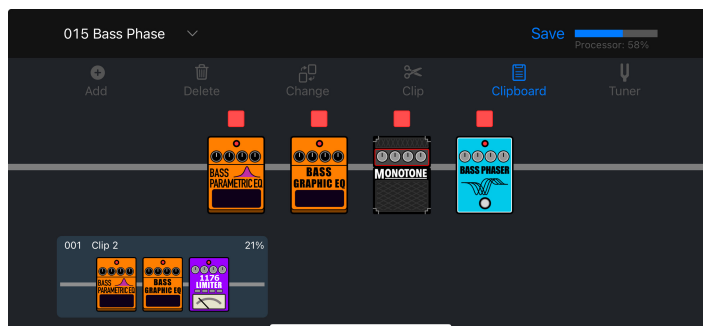 015 Bass Phase
Save
Processor: 58%
Add
Delete
Change
Clip
Clipboard
Tuner
BASS
PARAMETRIC EQ
BASS
GRAPHIC EQ
MONOTONE
BASS PHASER
001 Clip 2 21%
BASS
PARAMETRIC EQ
BASS
GRAPHIC EQ
1176
LIMITER